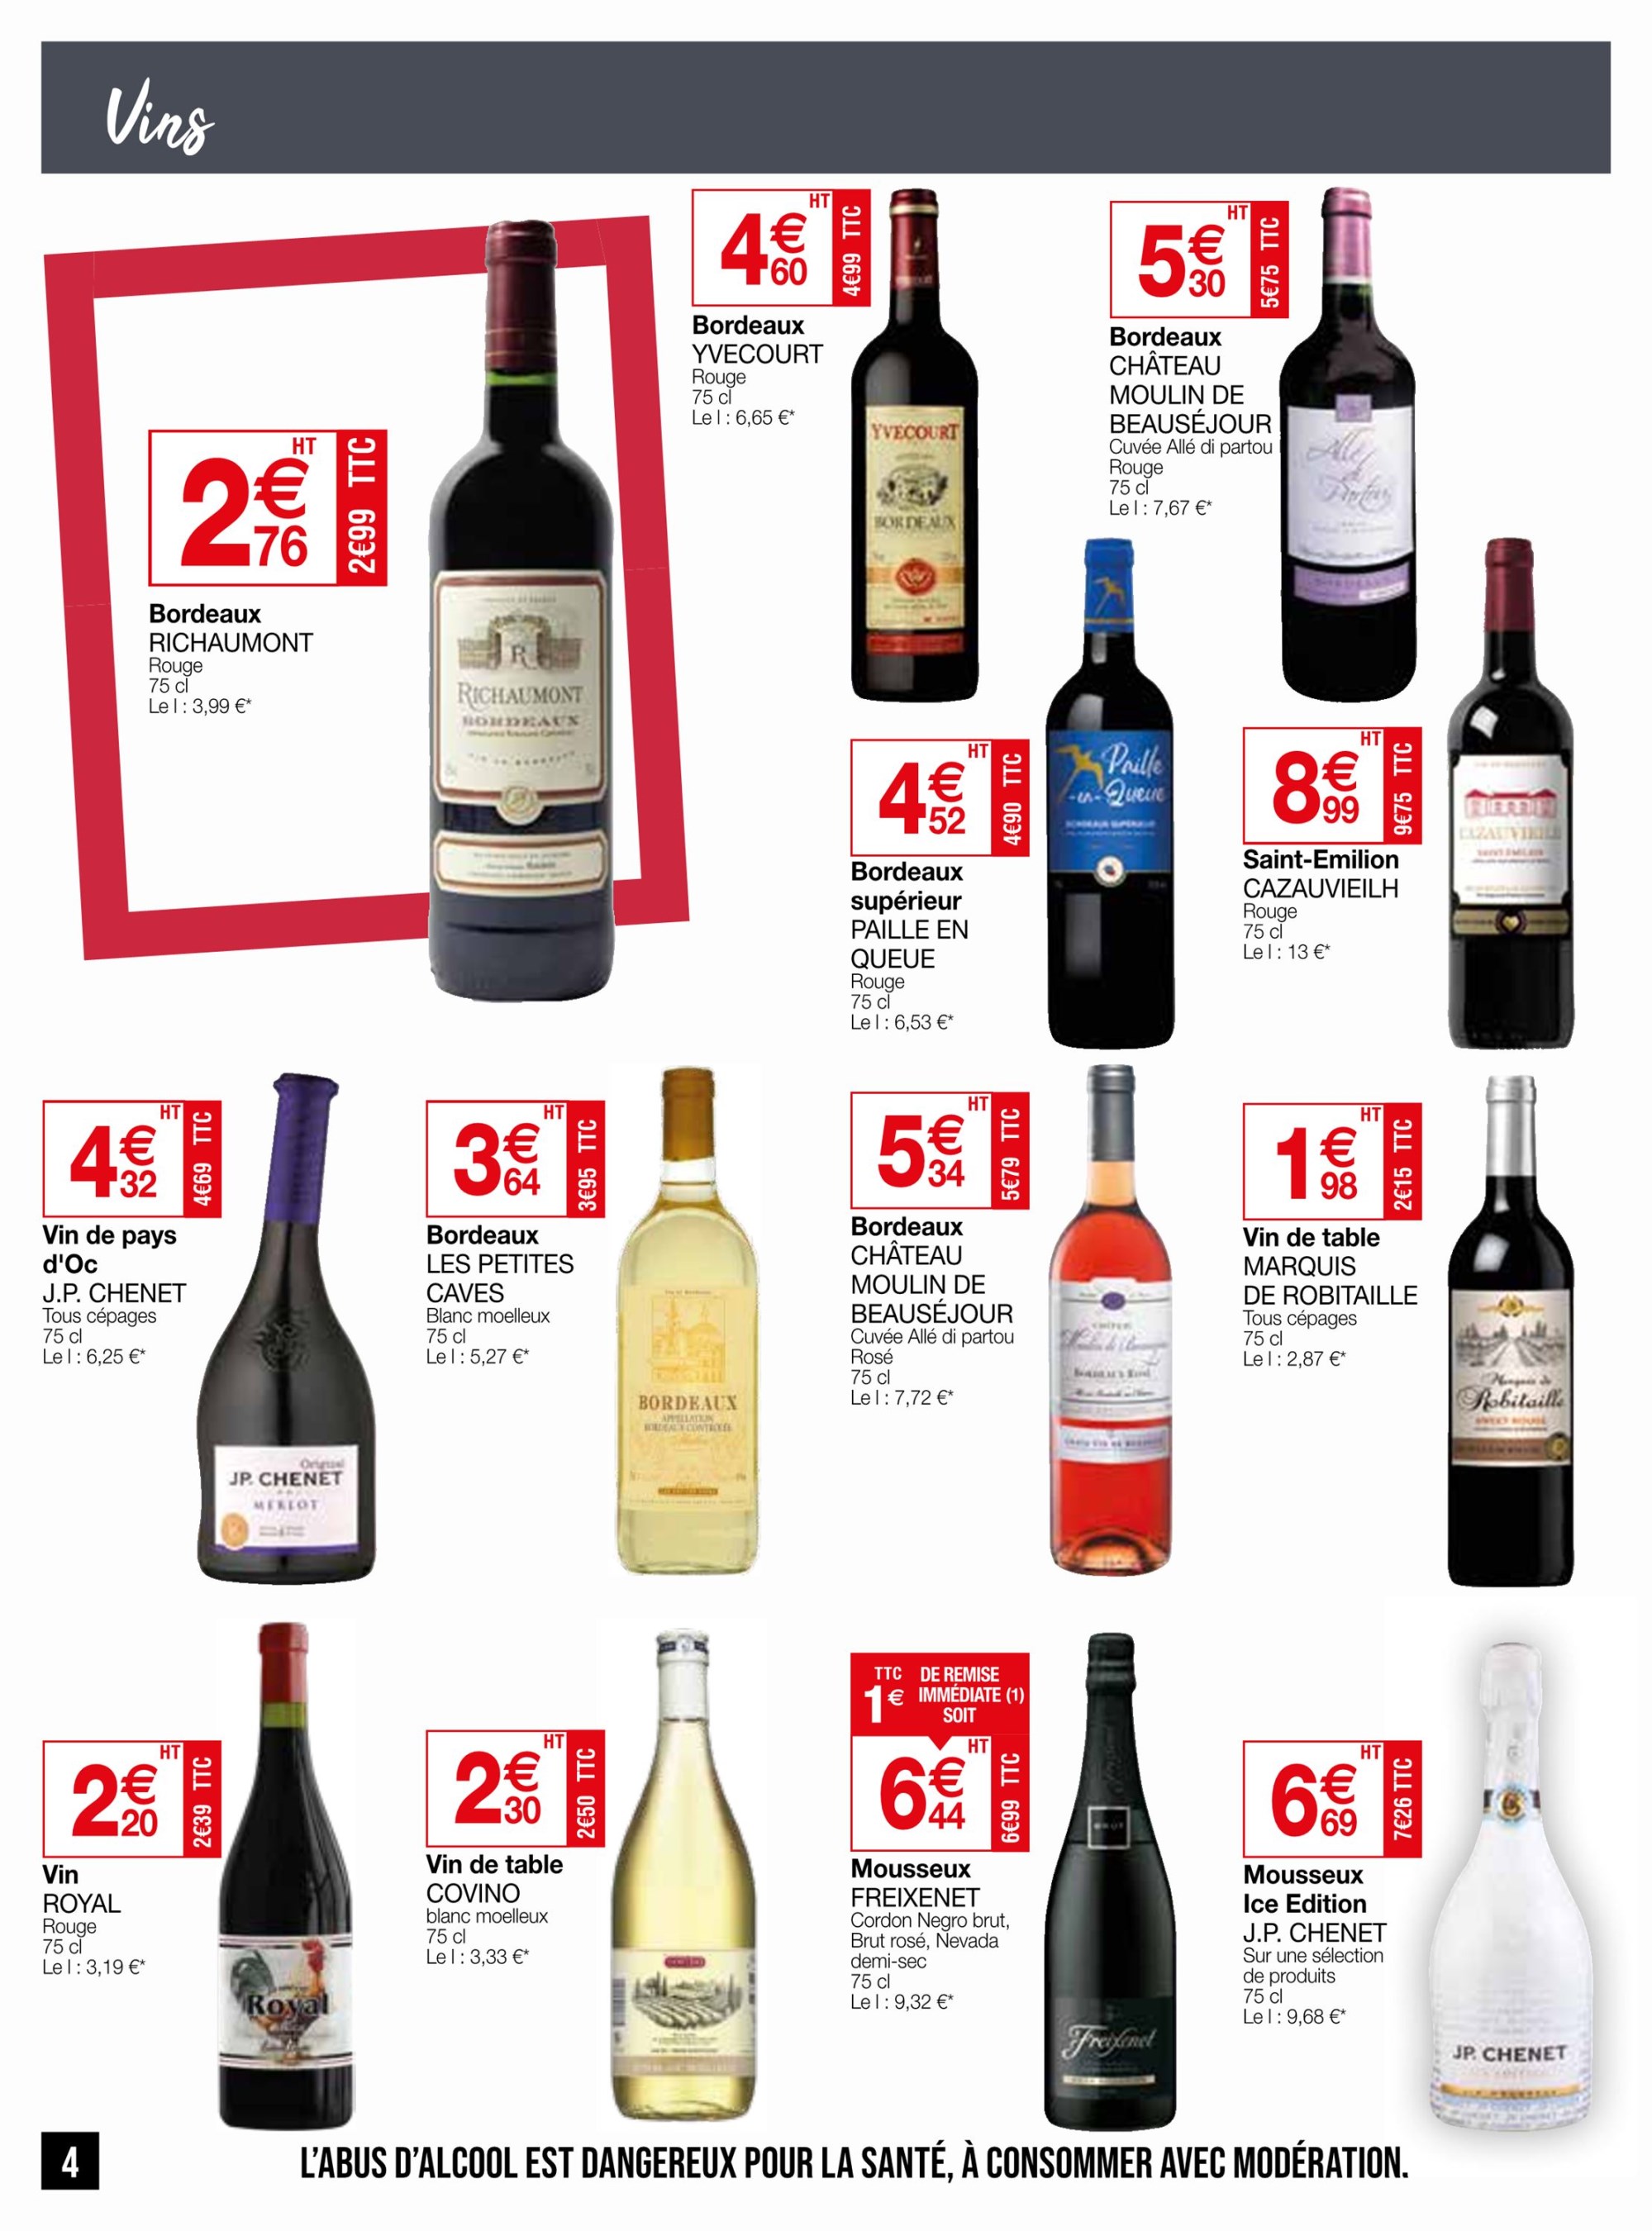 Vins
2€76 HT
2€99 TTC
Bordeaux
RICHAUMONT
Rouge
75 cl
Le l : 3,99 €*
RICHAUMONT
BORDEAUX
4€60 HT
4€99 TTC
Bordeaux
YVECOURT
Rouge
75 cl
Le l : 6,65 €*
YVECOURT
BORDEAUX
5€30 HT
5€75 TTC
Bordeaux
CHÂTEAU
MOULIN DE
BEAUSÉJOUR
Cuvée Allé di partou
Rouge
75 cl
Le l : 7,67 €*
4€52 HT
4€90 TTC
Bordeaux
supérieur
PAILLE EN
QUEUE
Rouge
75 cl
Le l : 6,53 €*
Paille
-en-Queue
BORDEAUX SUPÉRIEUR
8€99 HT
9€75 TTC
Saint-Emilion
CAZAUVIEILH
Rouge
75 cl
Le l : 13 €*
4€32 HT
4€69 TTC
Vin de pays
d'Oc
J.P. CHENET
Tous cépages
75 cl
Le l : 6,25 €*
Original
JP. CHENET
MERLOT
3€64 HT
3€95 TTC
Bordeaux
LES PETITES
CAVES
Blanc moelleux
75 cl
Le l : 5,27 €*
BORDEAUX
APPELLATION
BORDEAUX CONTRÔLÉE
5€34 HT
5€79 TTC
Bordeaux
CHÂTEAU
MOULIN DE
BEAUSÉJOUR
Cuvée Allé di partou
Rosé
75 cl
Le l : 7,72 €*
1€98 HT
2€15 TTC
Vin de table
MARQUIS
DE ROBITAILLE
Tous cépages
75 cl
Le l : 2,87 €*
Marquis de
Robitaille
2€20 HT
2€39 TTC
Vin
ROYAL
Rouge
75 cl
Le l : 3,19 €*
Royal
2€30 HT
2€50 TTC
Vin de table
COVINO
blanc moelleux
75 cl
Le l : 3,33 €*
TTC 1€ DE REMISE
IMMÉDIATE (1)
SOIT
6€44 HT
6€99 TTC
Mousseux
FREIXENET
Cordon Negro brut,
Brut rosé, Nevada
demi-sec
75 cl
Le l : 9,32 €*
BRUT
Freixenet
6€69 HT
7€26 TTC
Mousseux
Ice Edition
J.P. CHENET
Sur une sélection
de produits
75 cl
Le l : 9,68 €*
JP. CHENET
4
L'ABUS D'ALCOOL EST DANGEREUX POUR LA SANTÉ, À CONSOMMER AVEC MODÉRATION.